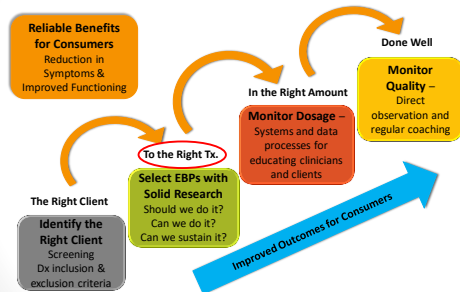 Reliable Benefits
for Consumers
Reduction in
Symptoms &
Improved Functioning
Done Well
Monitor
Quality –
Direct
observation and
regular coaching
In the Right Amount
Monitor Dosage –
Systems and data
processes for
educating clinicians
and clients
To the Right Tx.
Select EBPs with
Solid Research
Should we do it?
Can we do it?
Can we sustain it?
The Right Client
Identify the
Right Client
Screening
Dx inclusion &
exclusion criteria
Improved Outcomes for Consumers